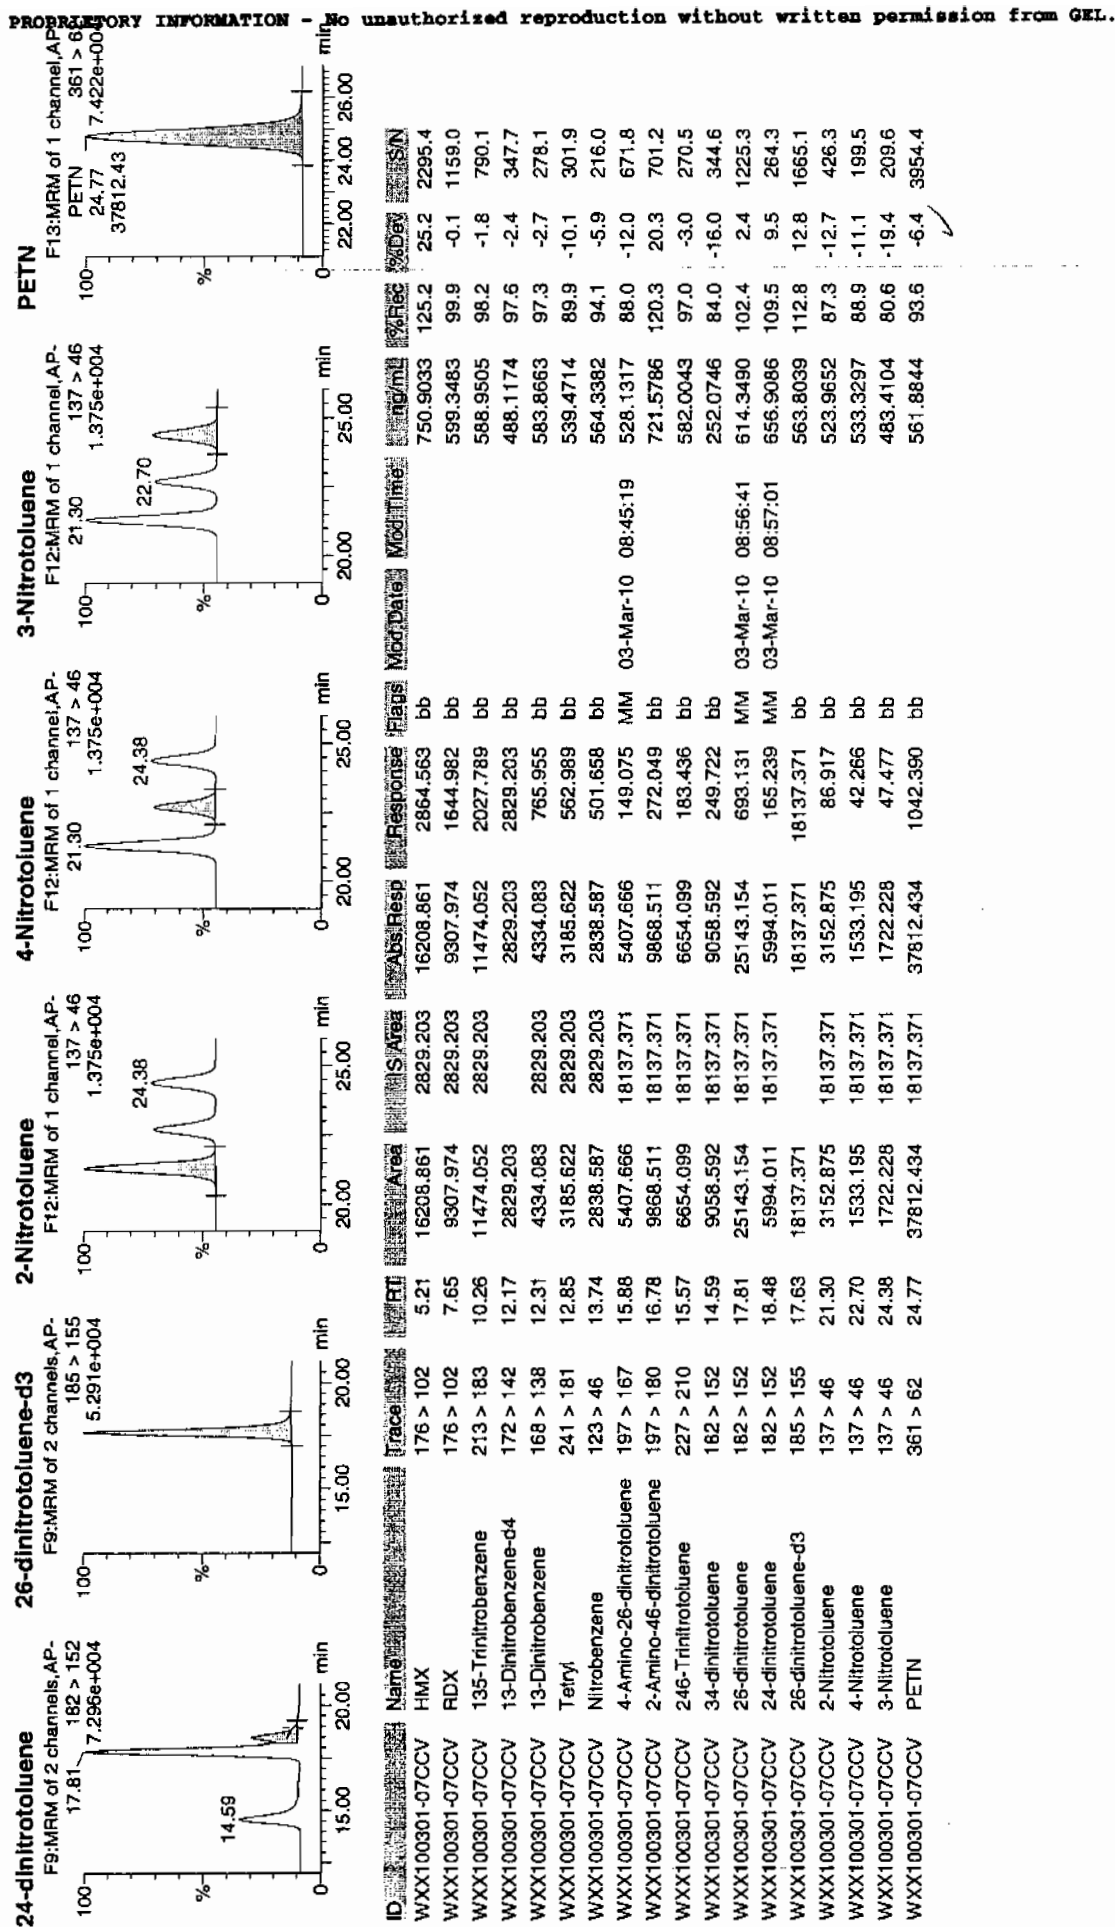 PROPRIETORY INFORMATION - No unauthorized reproduction without written permission from GEL.
24-dinitrotoluene
F9:MRM of 2 channels,AP-
182 > 152
7.296e+004
17.81
14.59
100
%
0
15.00 20.00 min
26-dinitrotoluene-d3
F9:MRM of 2 channels,AP-
185 > 155
5.291e+004
100
%
0
15.00 20.00 min
2-Nitrotoluene
F12:MRM of 1 channel,AP-
137 > 46
1.375e+004
24.38
100
%
0
20.00 25.00 min
4-Nitrotoluene
F12:MRM of 1 channel,AP-
21.30 137 > 46
1.375e+004
24.38
100
%
0
20.00 25.00 min
3-Nitrotoluene
F12:MRM of 1 channel,AP-
21.30 137 > 46
1.375e+004
22.70
100
%
0
20.00 25.00 min
PETN
F13:MRM of 1 channel,AP
PETN 361 > 6
24.77 7.422e+00
37812.43
100
%
0
22.00 24.00 26.00 min
ID Name Trace RT Area IS Area Abs.Resp Response Flags Mod.Date Mod.Time ng/mL %Rec %Dev S/N
WXX100301-07CCV HMX 176 > 102 5.21 16208.861 2829.203 16208.861 2864.563 bb 750.9033 125.2 25.2 2295.4
WXX100301-07CCV RDX 176 > 102 7.65 9307.974 2829.203 9307.974 1644.982 bb 599.3483 99.9 -0.1 1159.0
WXX100301-07CCV 135-Trinitrobenzene 213 > 183 10.26 11474.052 2829.203 11474.052 2027.789 bb 588.9505 98.2 -1.8 790.1
WXX100301-07CCV 13-Dinitrobenzene-d4 172 > 142 12.17 2829.203 2829.203 2829.203 bb 488.1174 97.6 -2.4 347.7
WXX100301-07CCV 13-Dinitrobenzene 168 > 138 12.31 4334.083 2829.203 4334.083 765.955 bb 583.8663 97.3 -2.7 278.1
WXX100301-07CCV Tetryl 241 > 181 12.85 3185.622 2829.203 3185.622 562.989 bb 539.4714 89.9 -10.1 301.9
WXX100301-07CCV Nitrobenzene 123 > 46 13.74 2838.587 2829.203 2838.587 501.658 bb 564.3382 94.1 -5.9 216.0
WXX100301-07CCV 4-Amino-26-dinitrotoluene 197 > 167 15.88 5407.666 18137.371 5407.666 149.075 MM 03-Mar-10 08:45:19 528.1317 88.0 -12.0 671.8
WXX100301-07CCV 2-Amino-46-dinitrotoluene 197 > 180 16.78 9868.511 18137.371 9868.511 272.049 bb 721.5786 120.3 20.3 701.2
WXX100301-07CCV 246-Trinitrotoluene 227 > 210 15.57 6654.099 18137.371 6654.099 183.436 bb 582.0043 97.0 -3.0 270.5
WXX100301-07CCV 34-dinitrotoluene 182 > 152 14.59 9058.592 18137.371 9058.592 249.722 bb 252.0746 84.0 -16.0 344.6
WXX100301-07CCV 26-dinitrotoluene 182 > 152 17.81 25143.154 18137.371 25143.154 693.131 MM 03-Mar-10 08:56:41 614.3490 102.4 2.4 1225.3
WXX100301-07CCV 24-dinitrotoluene 182 > 152 18.48 5994.011 18137.371 5994.011 165.239 MM 03-Mar-10 08:57:01 656.9086 109.5 9.5 264.3
WXX100301-07CCV 26-dinitrotoluene-d3 185 > 155 17.63 18137.371 18137.371 18137.371 bb 563.8039 112.8 12.8 1665.1
WXX100301-07CCV 2-Nitrotoluene 137 > 46 21.30 3152.875 18137.371 3152.875 86.917 bb 523.9652 87.3 -12.7 426.3
WXX100301-07CCV 4-Nitrotoluene 137 > 46 22.70 1533.195 18137.371 1533.195 42.266 bb 533.3297 88.9 -11.1 199.5
WXX100301-07CCV 3-Nitrotoluene 137 > 46 24.38 1722.228 18137.371 1722.228 47.477 bb 483.4104 80.6 -19.4 209.6
WXX100301-07CCV PETN 361 > 62 24.77 37812.434 18137.371 37812.434 1042.390 bb 561.8844 93.6 -6.4 3954.4